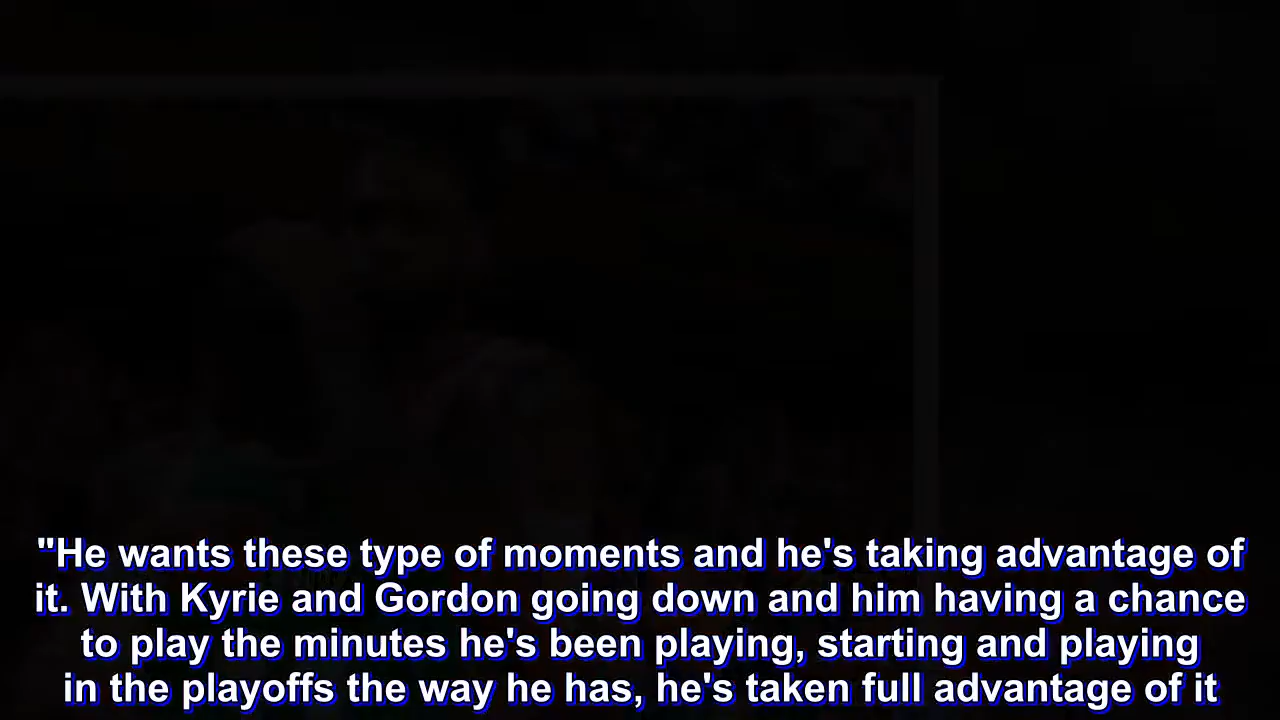 "He wants these type of moments and he's taking advantage of
it. With Kyrie and Gordon going down and him having a chance
to play the minutes he's been playing, starting and playing
in the playoffs the way he has, he's taken full advantage of it